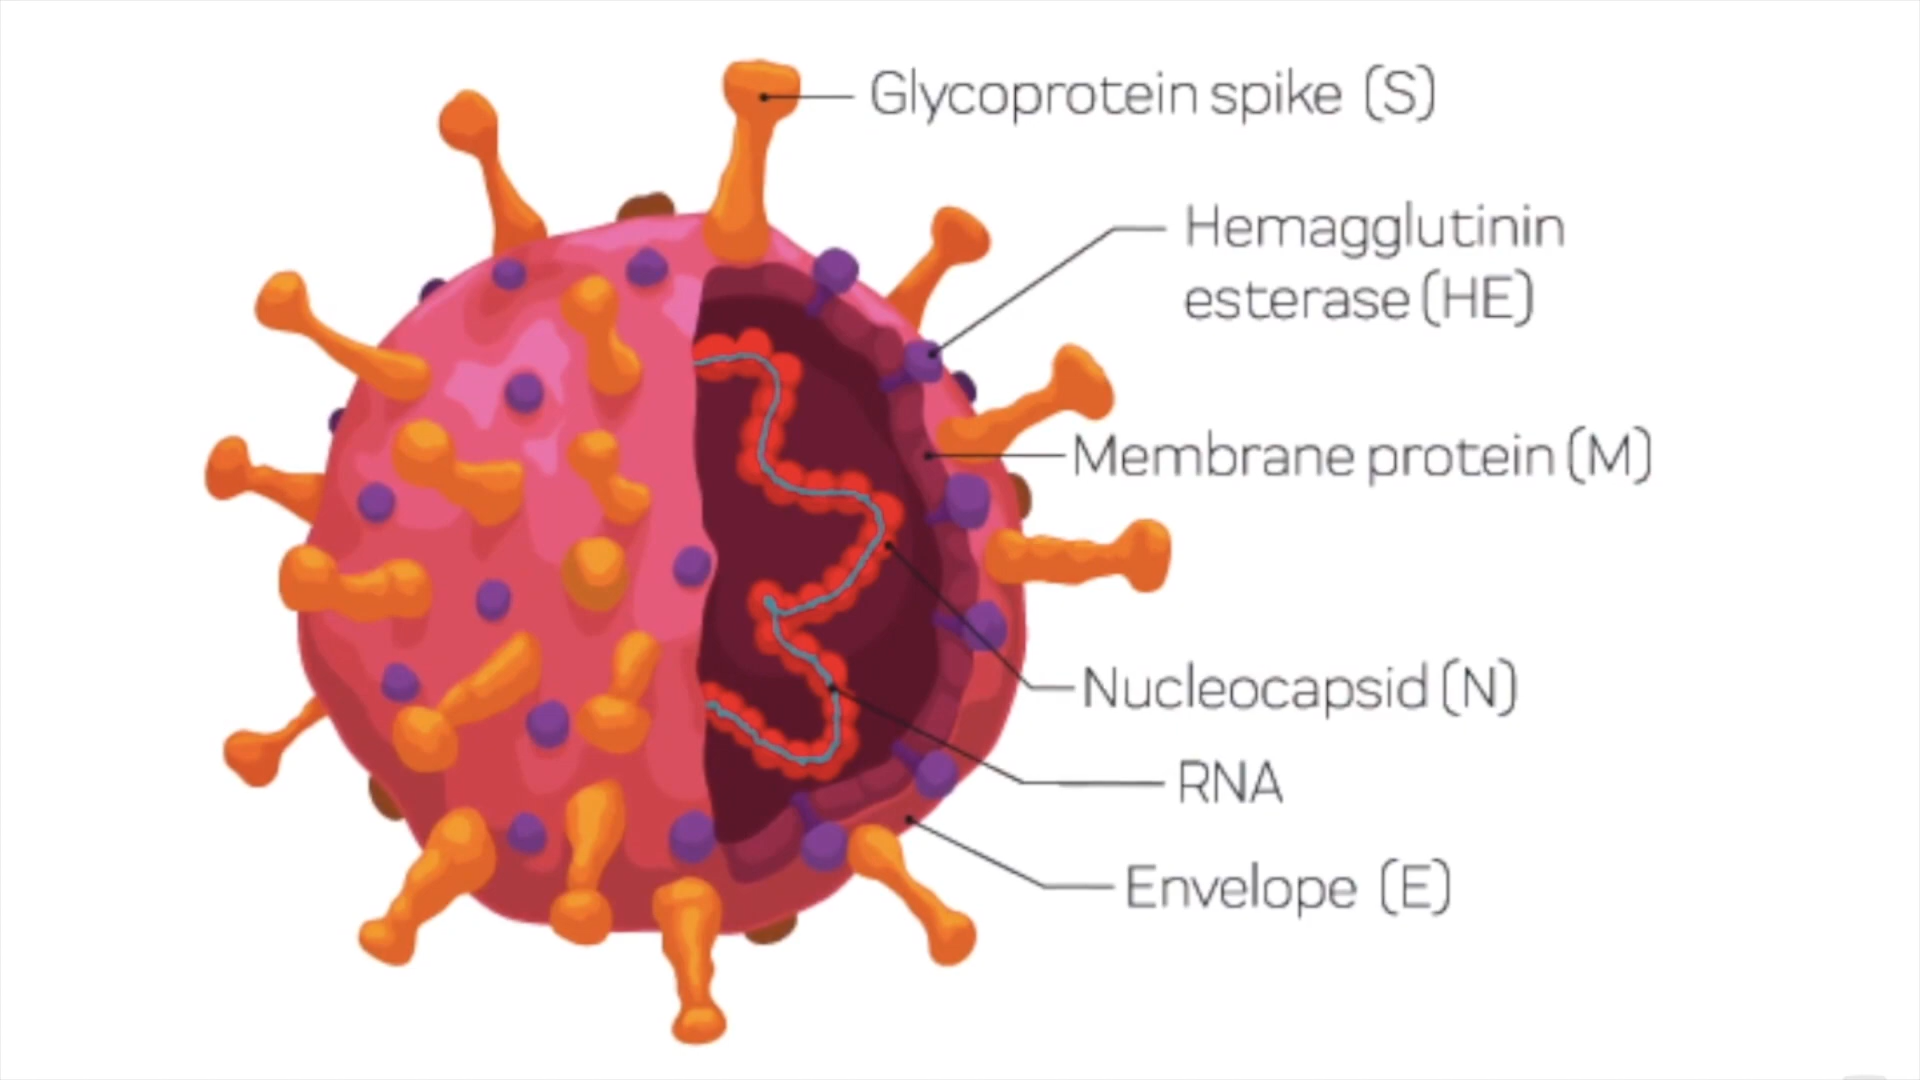 Glycoprotein spike (S)
Hemagglutinin
esterase (HE)
Membrane protein (M)
Nucleocapsid (N)
RNA
Envelope (E)